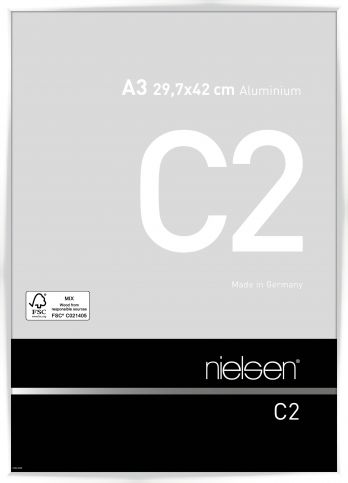 A3 29,7x42 cm Aluminium
C2
Made in Germany
FSC
MIX
Wood from
responsible sources
FSC® C021405
nielsen®
C2